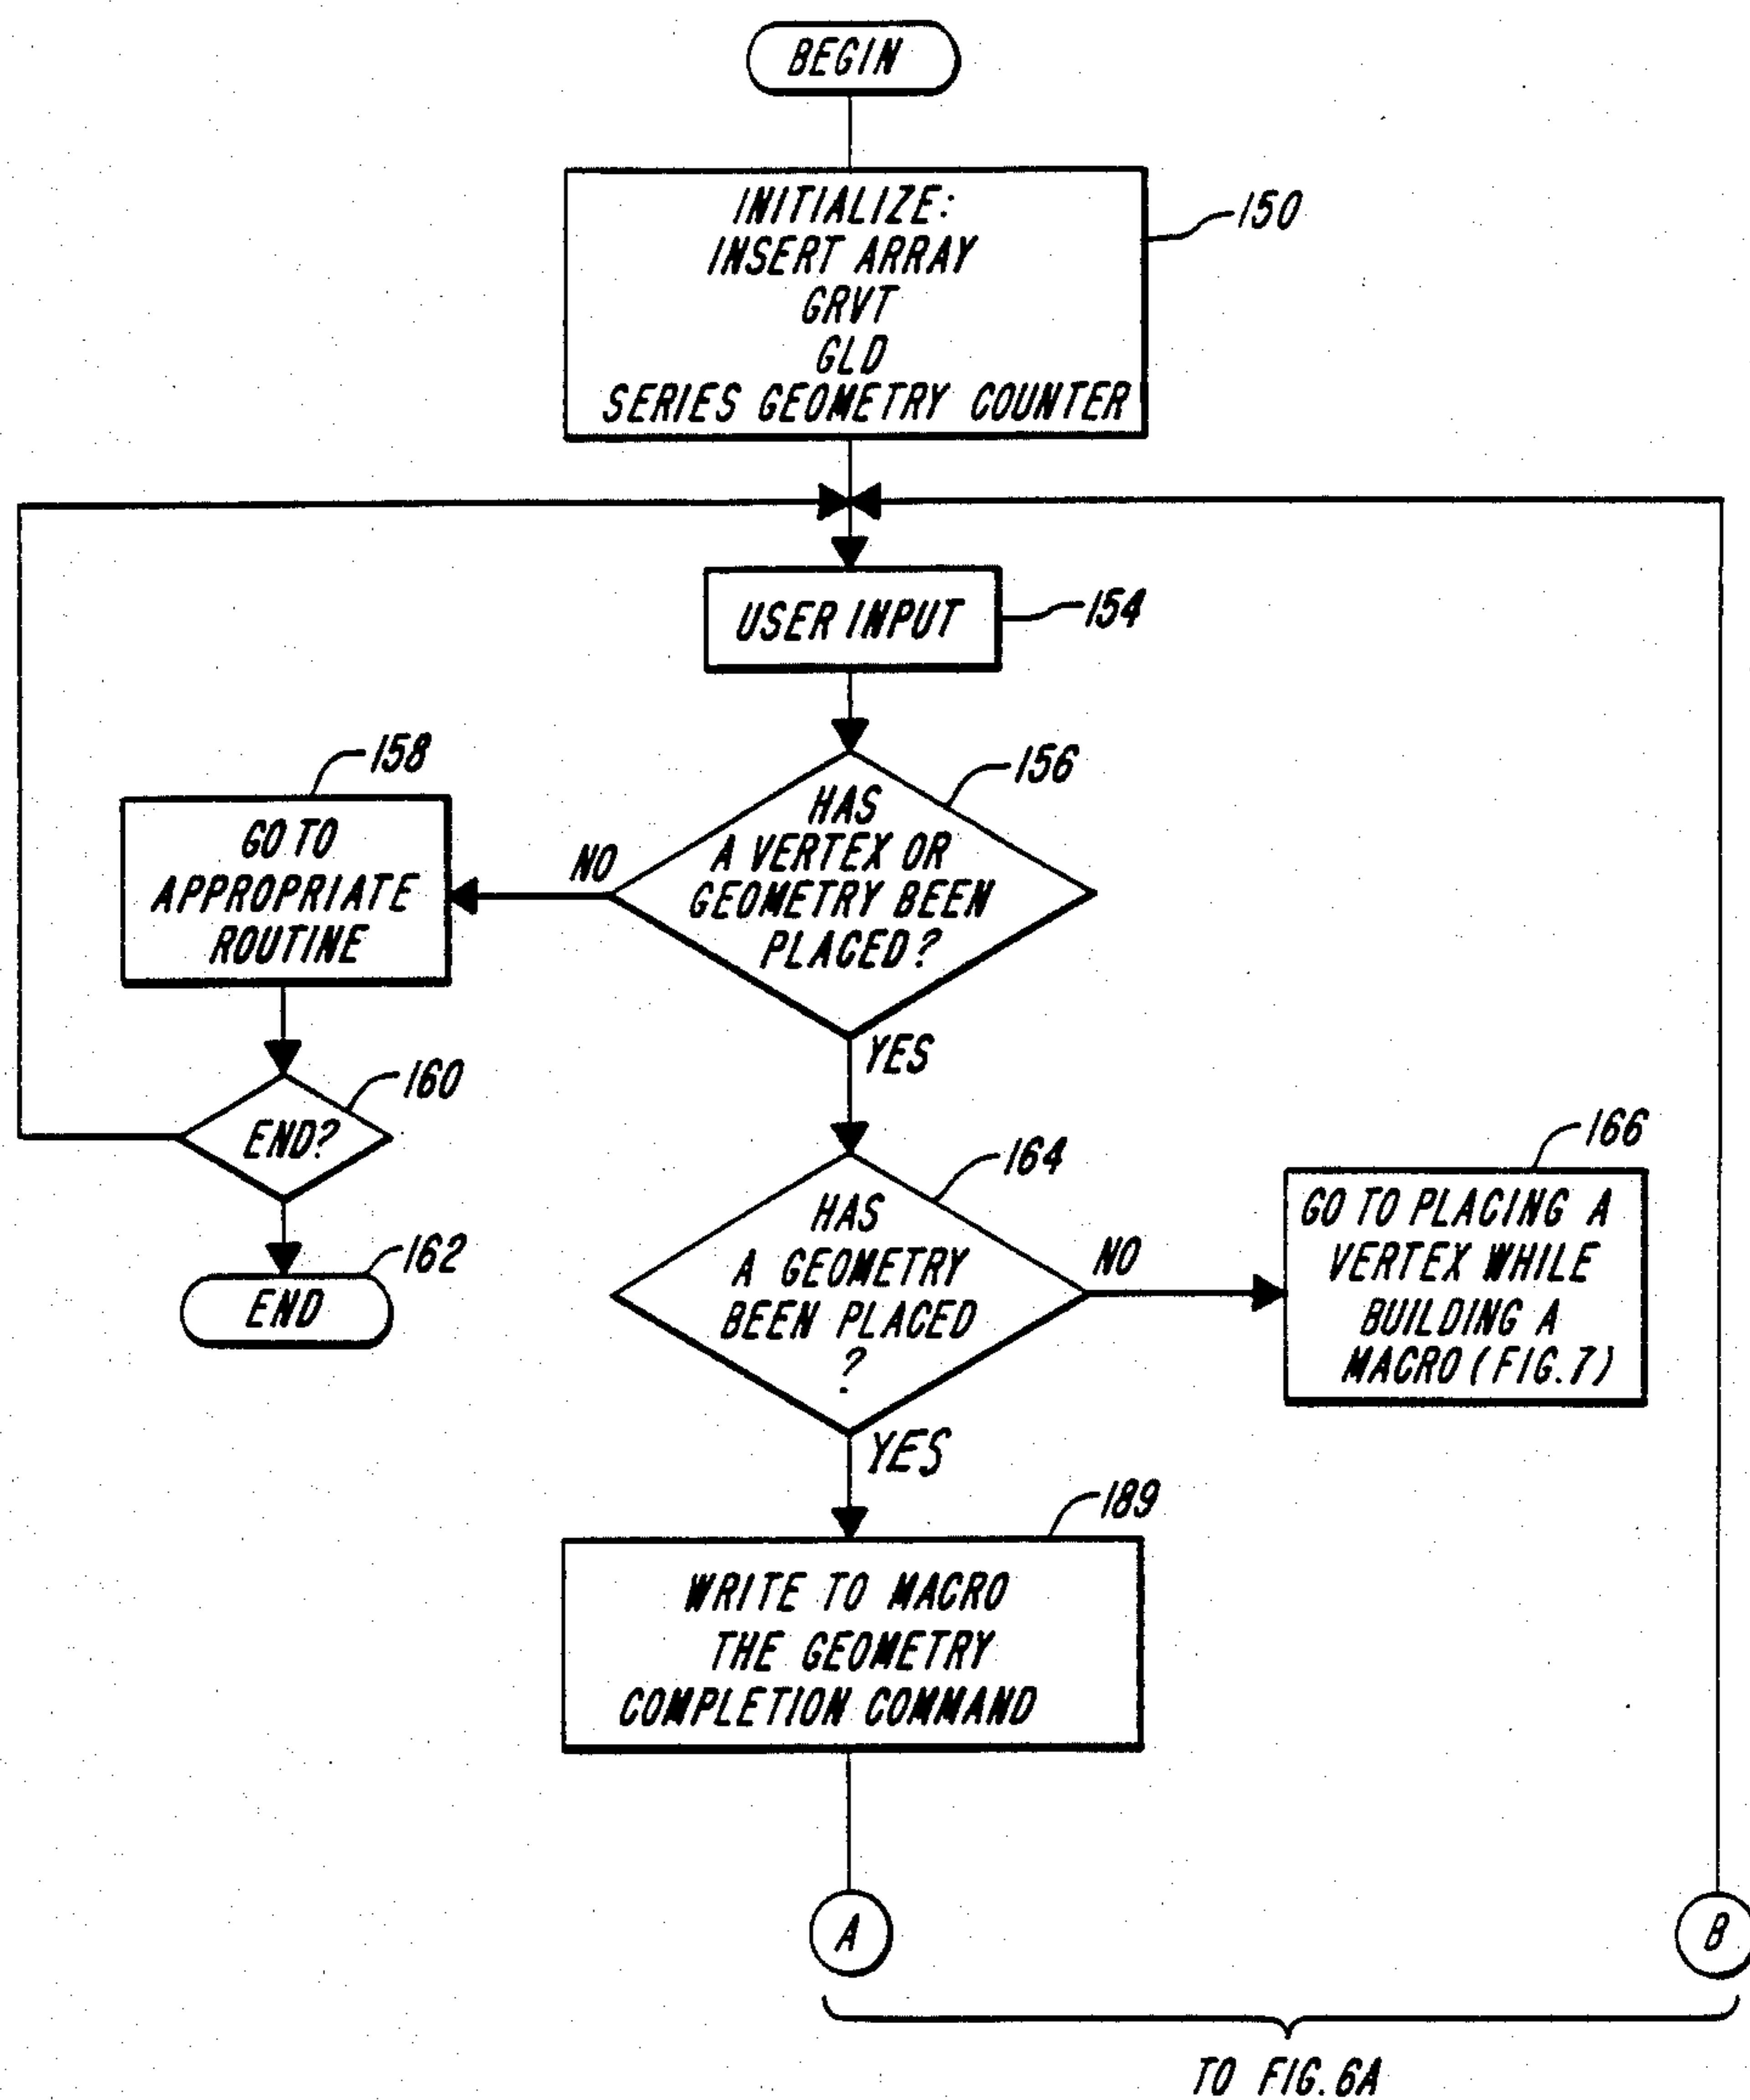 BEGIN
INITIALIZE:
INSERT ARRAY
GRVT
GLD
SERIES GEOMETRY COUNTER
150
USER INPUT
154
158
GO TO
APPROPRIATE
ROUTINE
NO
156
HAS
A VERTEX OR
GEOMETRY BEEN
PLACED?
YES
160
END?
162
END
164
HAS
A GEOMETRY
BEEN PLACED
?
NO
YES
166
GO TO PLACING A
VERTEX WHILE
BUILDING A
MACRO (FIG.7)
189
WRITE TO MACRO
THE GEOMETRY
COMPLETION COMMAND
A
B
TO FIG.6A